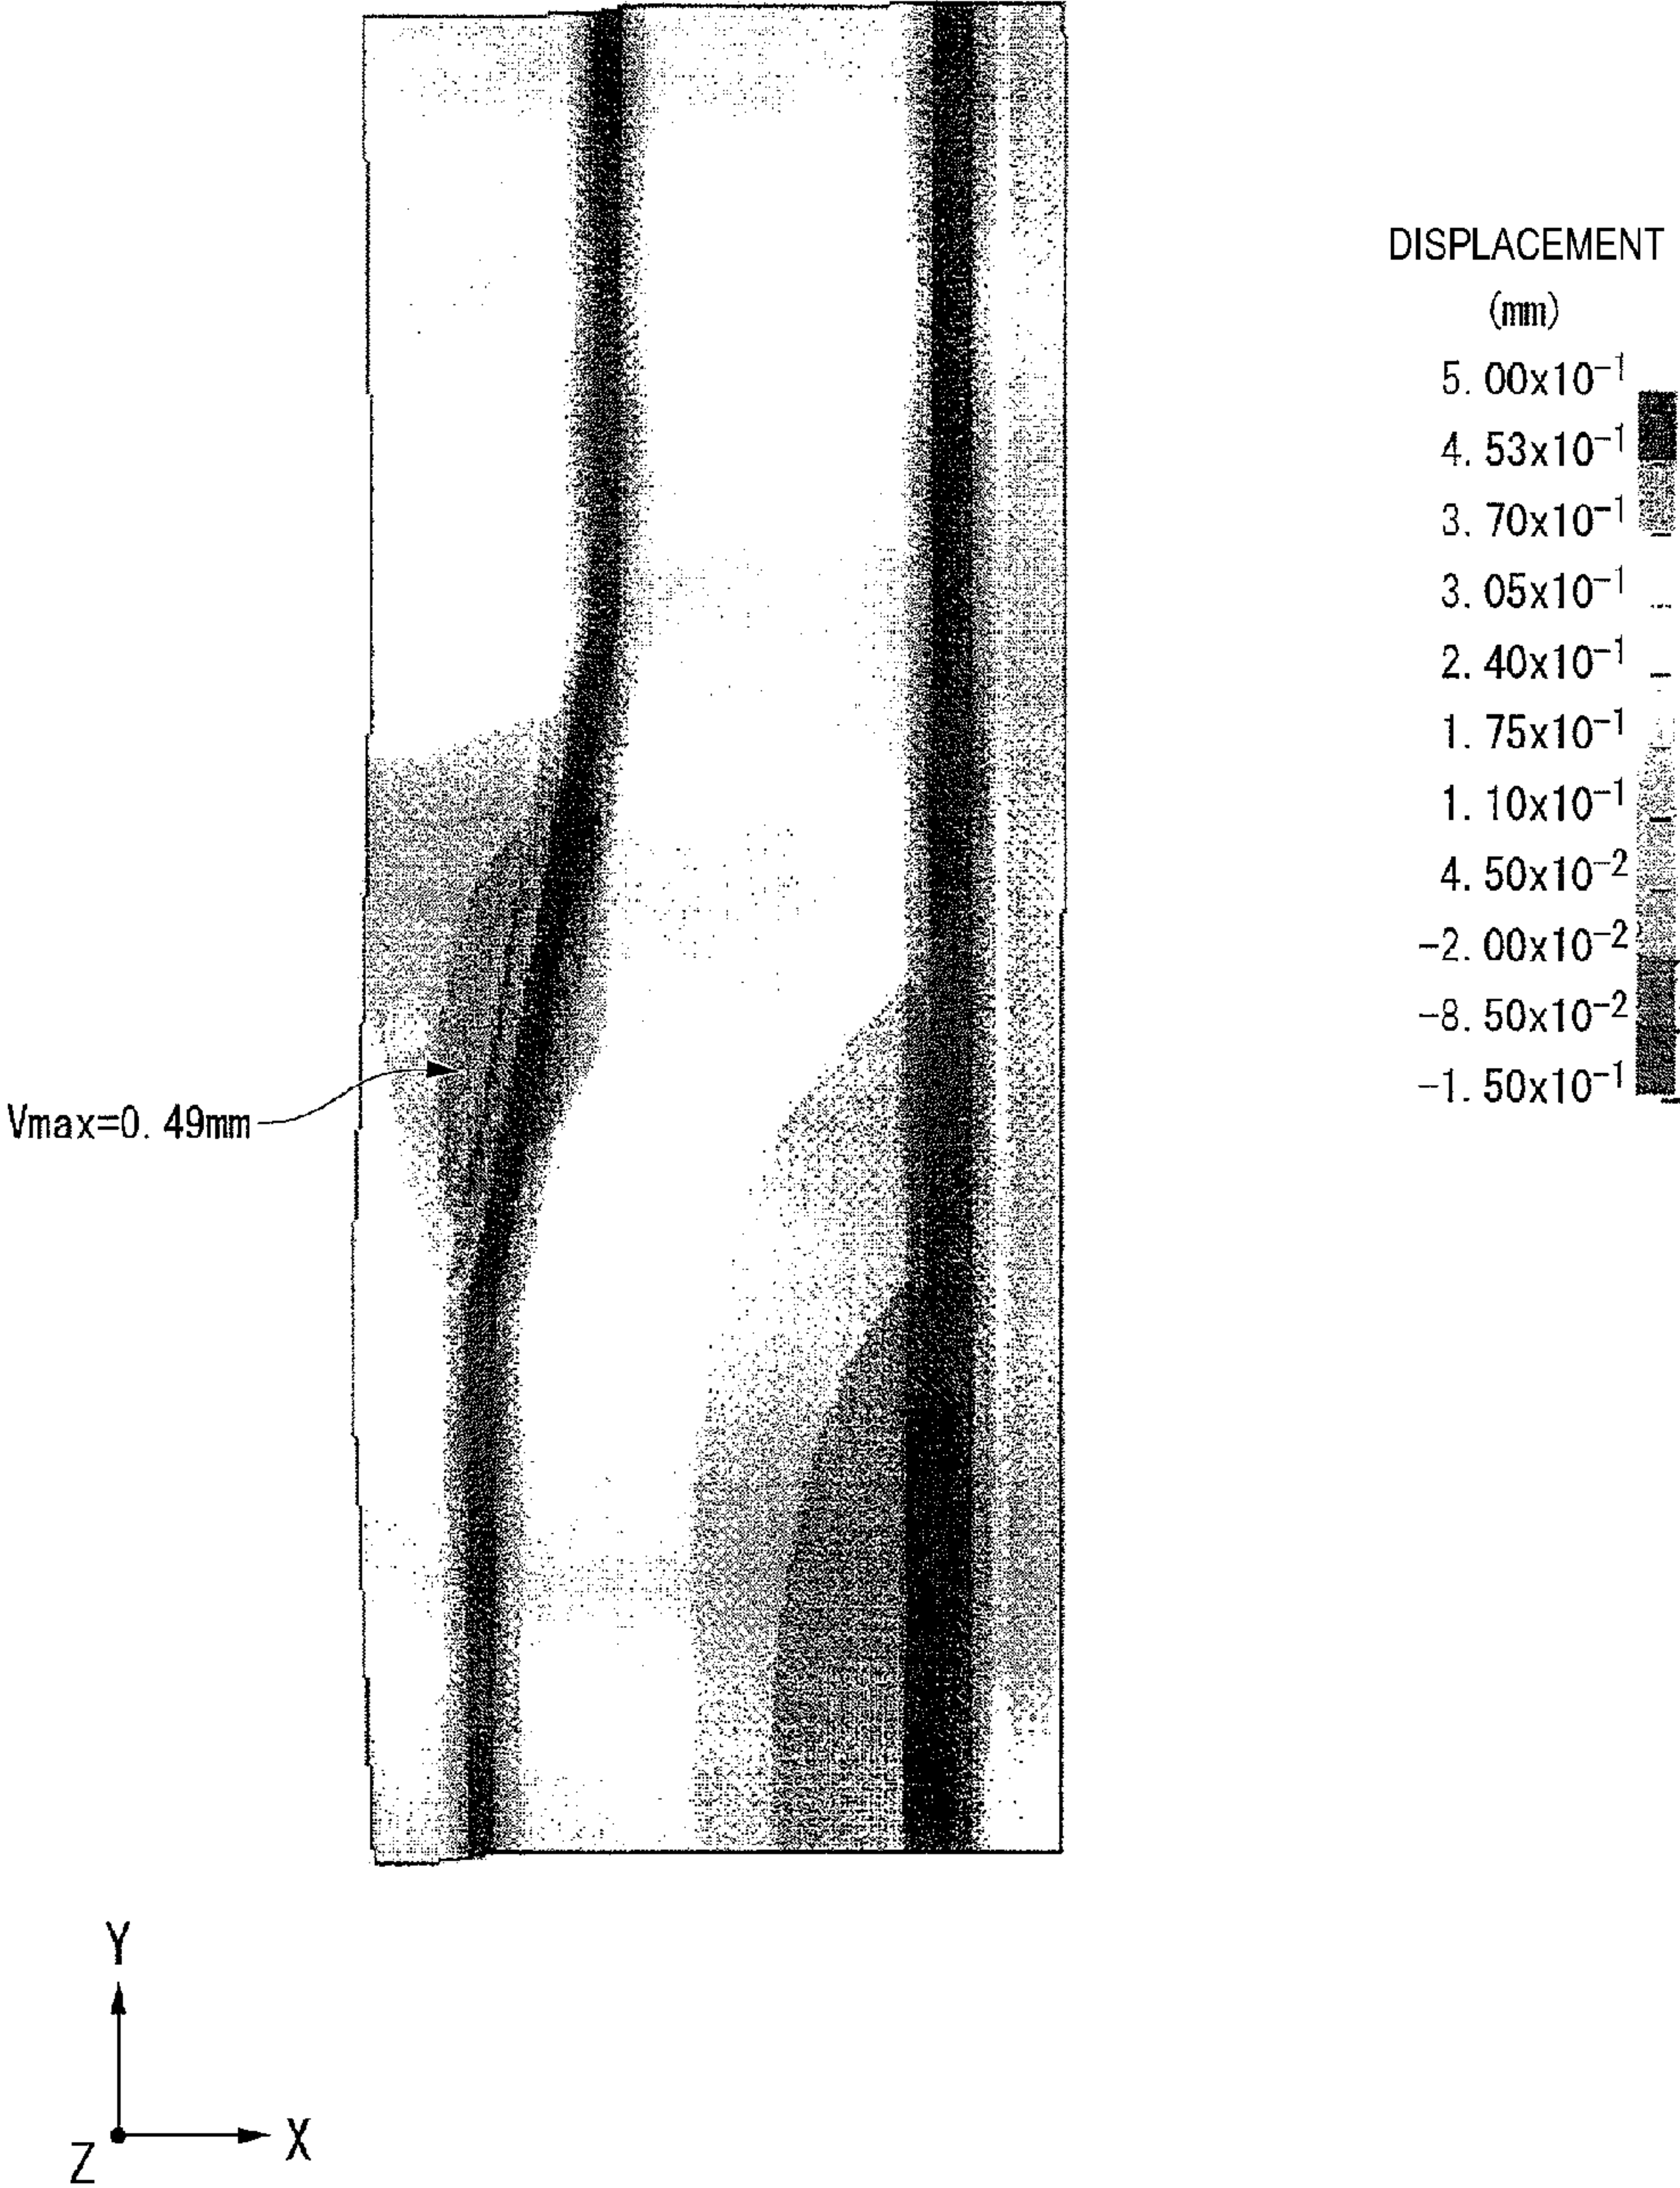 DISPLACEMENT
(mm)
5. 00x10⁻¹
4. 53x10⁻¹
3. 70x10⁻¹
3. 05x10⁻¹
2. 40x10⁻¹
1. 75x10⁻¹
1. 10x10⁻¹
4. 50x10⁻²
-2. 00x10⁻²
-8. 50x10⁻²
-1. 50x10⁻¹
Vmax=0. 49mm
Y
X
Z